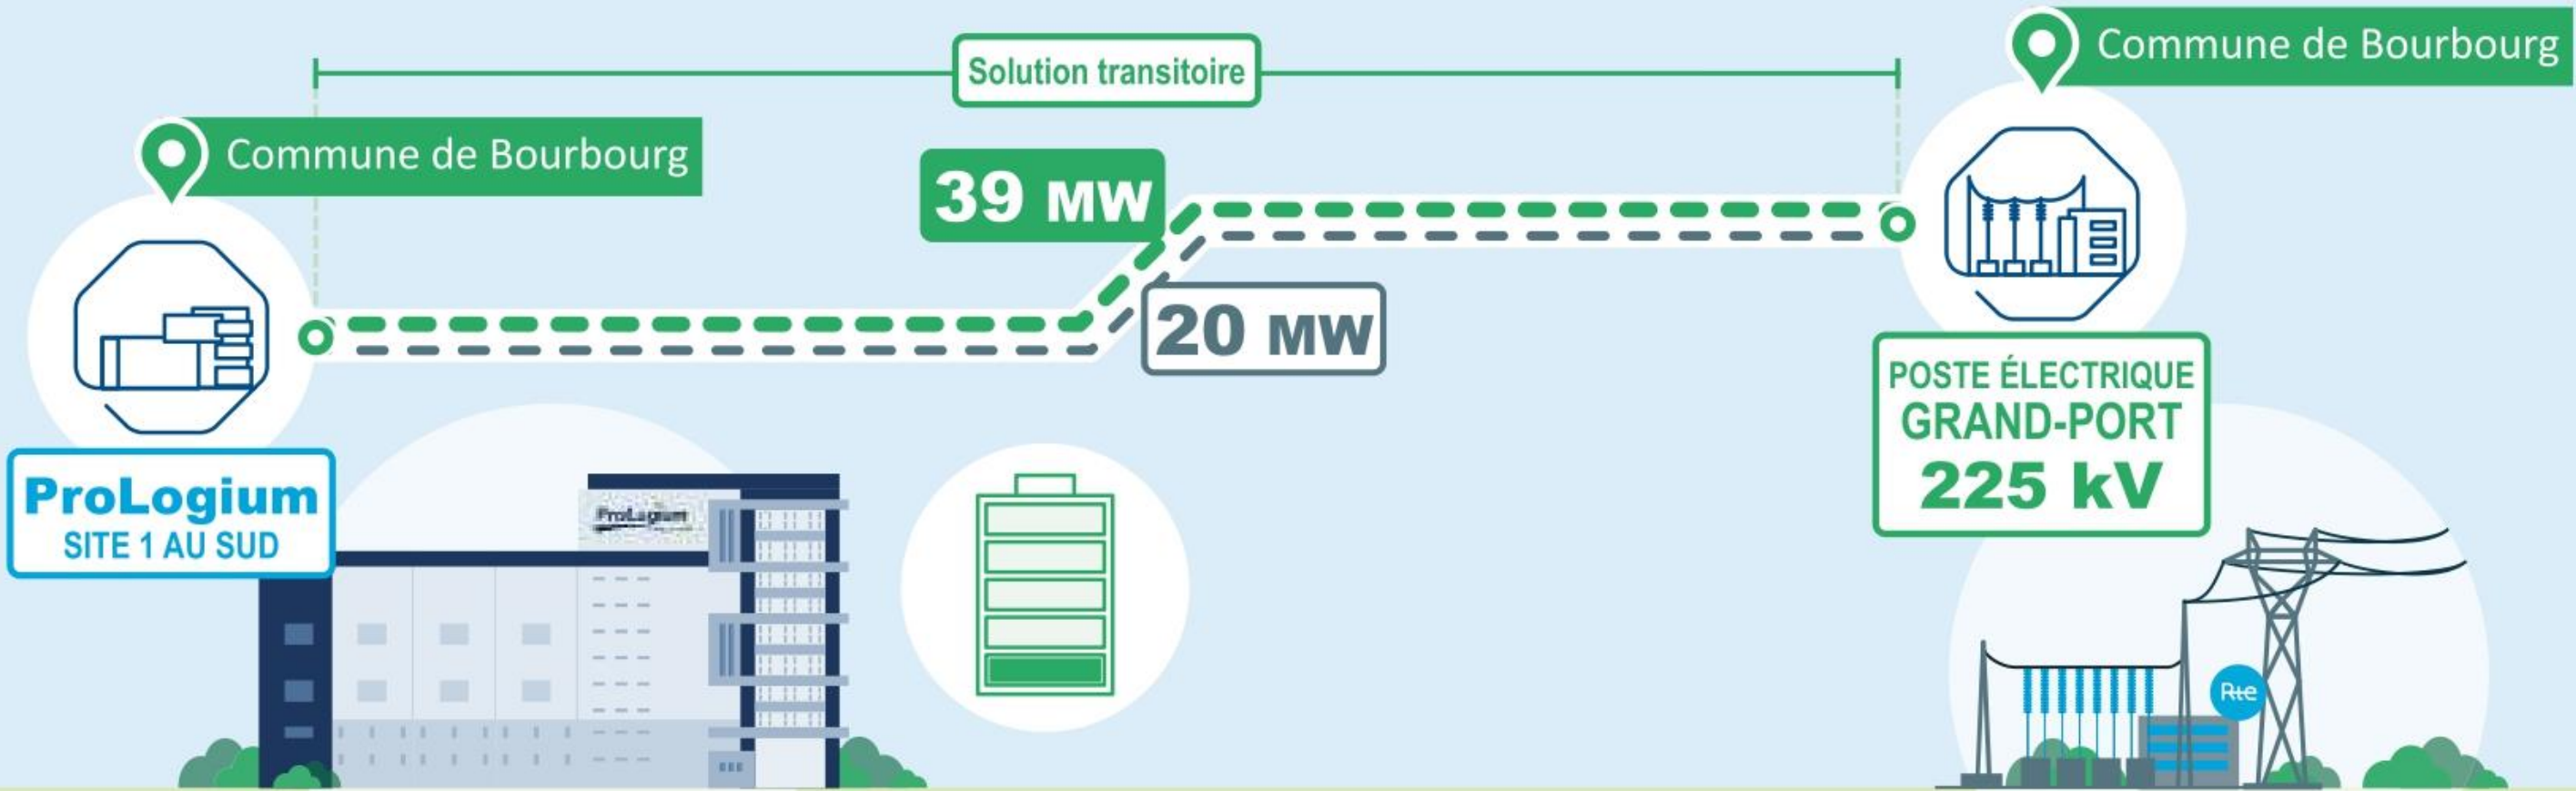 Solution transitoire
Commune de Bourbourg
Commune de Bourbourg
39 MW
20 MW
POSTE ÉLECTRIQUE
GRAND-PORT
225 kV
ProLogium
SITE 1 AU SUD
ProLogium
Rte